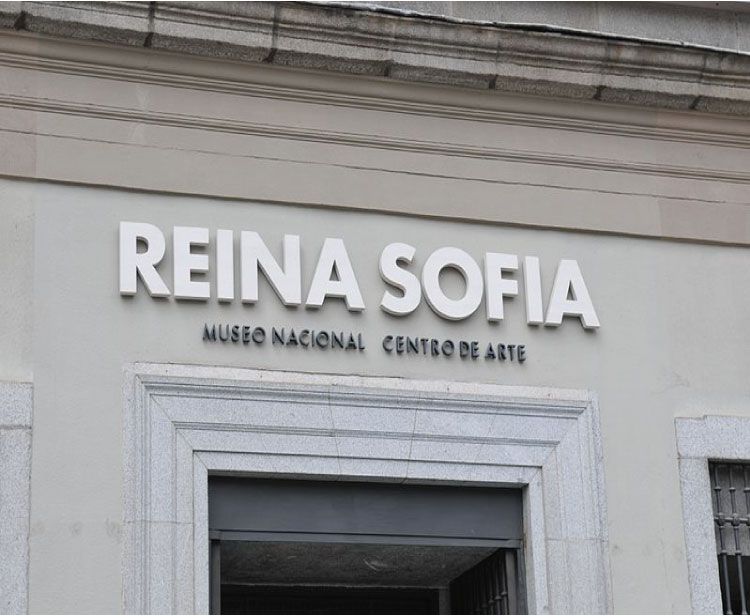 REINA SOFIA
MUSEO NACIONAL CENTRO DE ARTE